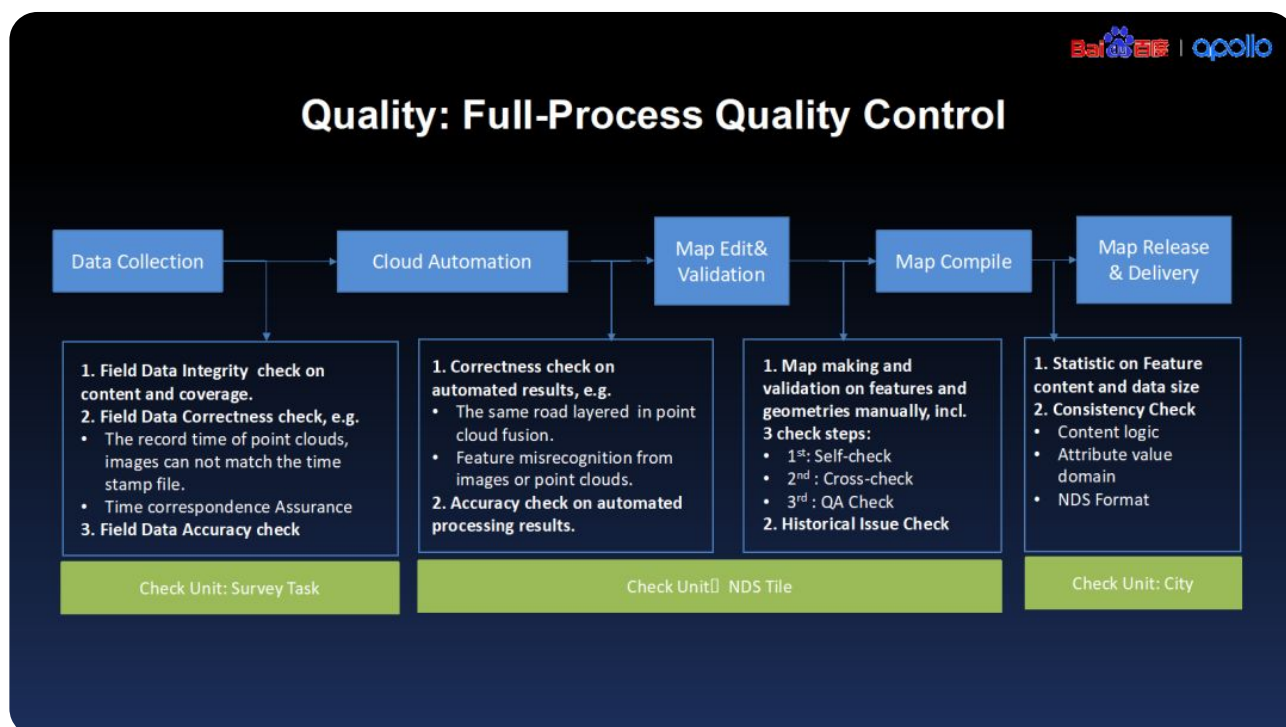 Bai du 百度 | apollo
Quality: Full-Process Quality Control
Data Collection
Cloud Automation
Map Edit&
Validation
Map Compile
Map Release
& Delivery
1. Field Data Integrity check on
content and coverage.
2. Field Data Correctness check, e.g.
• The record time of point clouds,
images can not match the time
stamp file.
• Time correspondence Assurance
3. Field Data Accuracy check
Check Unit: Survey Task
1. Correctness check on
automated results, e.g.
• The same road layered in point
cloud fusion.
• Feature misrecognition from
images or point clouds.
2. Accuracy check on automated
processing results.
1. Map making and
validation on features and
geometries manually, incl.
3 check steps:
• 1st: Self-check
• 2nd : Cross-check
• 3rd : QA Check
2. Historical Issue Check
Check Unit▯ NDS Tile
1. Statistic on Feature
content and data size
2. Consistency Check
• Content logic
• Attribute value
domain
• NDS Format
Check Unit: City